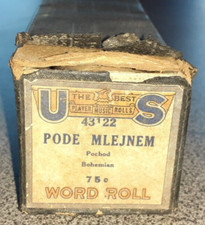 THE BEST
U S
PLAYER MUSIC ROLLS
43122
PODE MLEJNEM
Pochod
Bohemian
75c
WORD ROLL